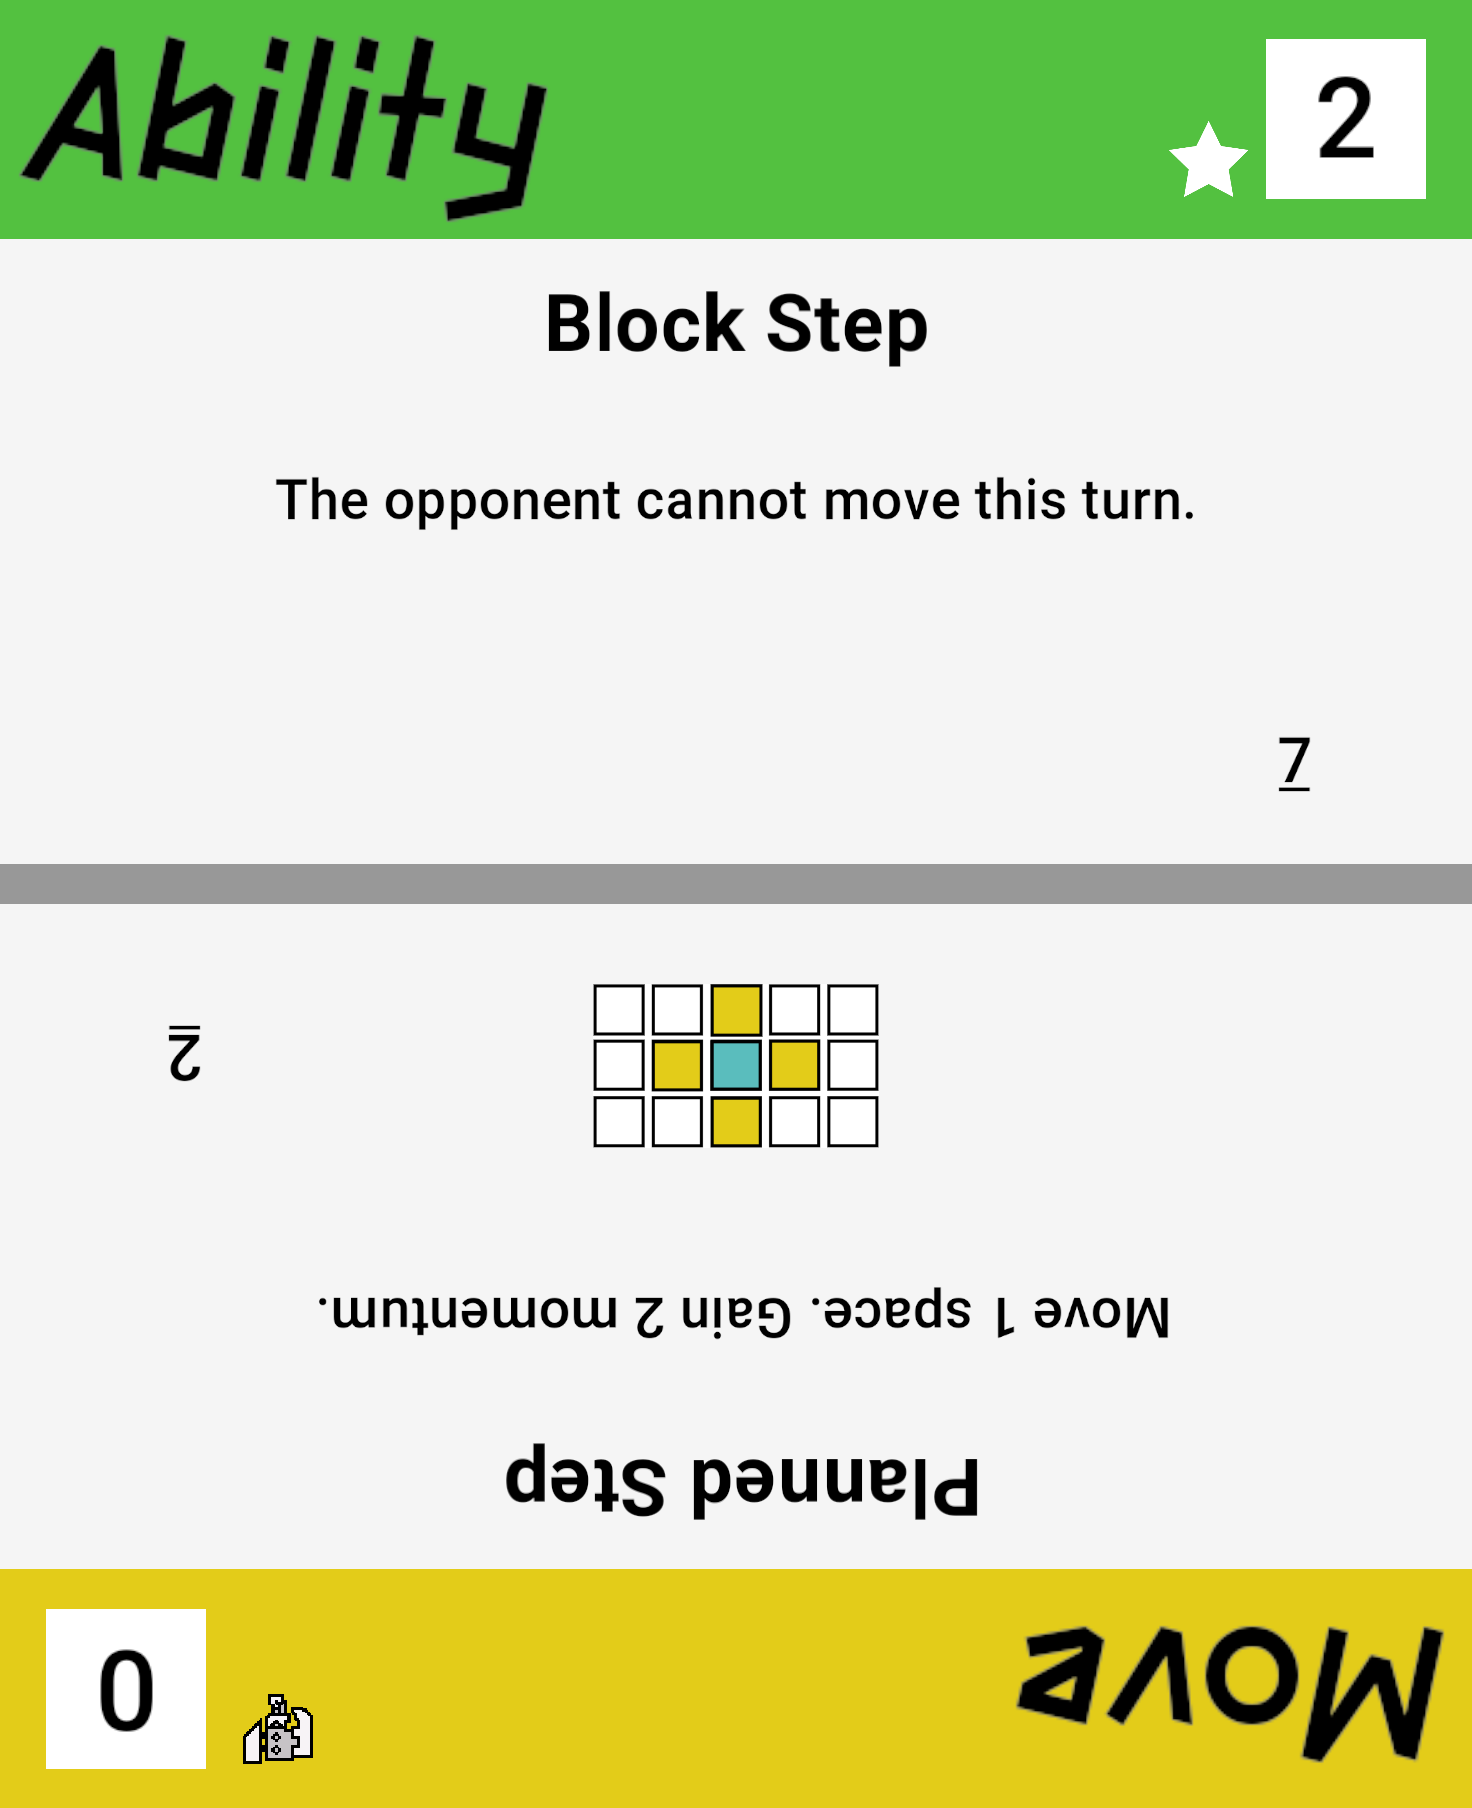 Ability
2
Block Step
The opponent cannot move this turn.
7
Move
0
Planned Step
Move 1 space. Gain 2 momentum.
2